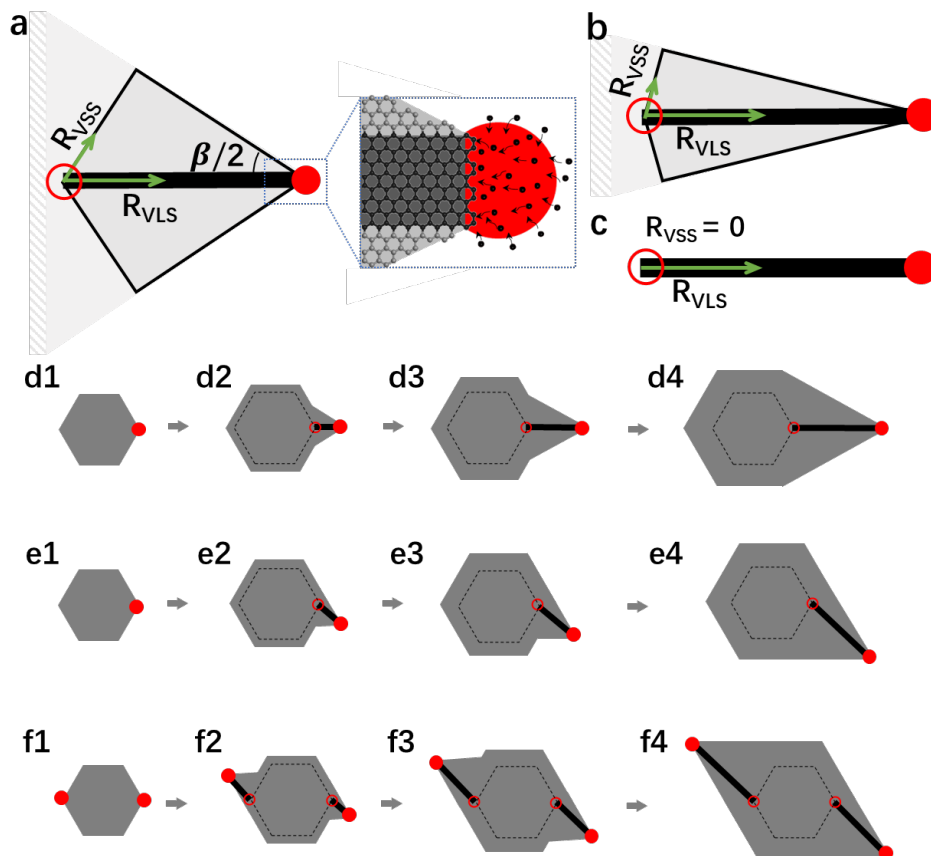 a
b
R_VSS
β/2
R_VLS
R_VSS
R_VLS
c
R_VSS = 0
R_VLS
d1
d2
d3
d4
e1
e2
e3
e4
f1
f2
f3
f4